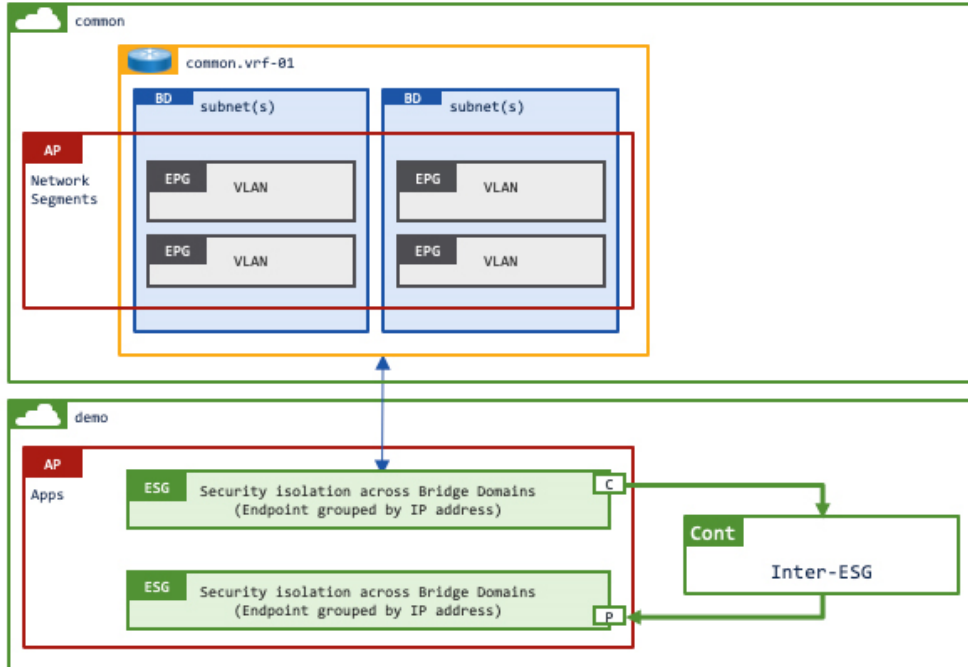 common
common.vrf-01
BD
subnet(s)
BD
subnet(s)
AP
Network
Segments
EPG
VLAN
EPG
VLAN
EPG
VLAN
EPG
VLAN
demo
AP
Apps
ESG
Security isolation across Bridge Domains
(Endpoint grouped by IP address)
C
Cont
Inter-ESG
ESG
Security isolation across Bridge Domains
(Endpoint grouped by IP address)
P